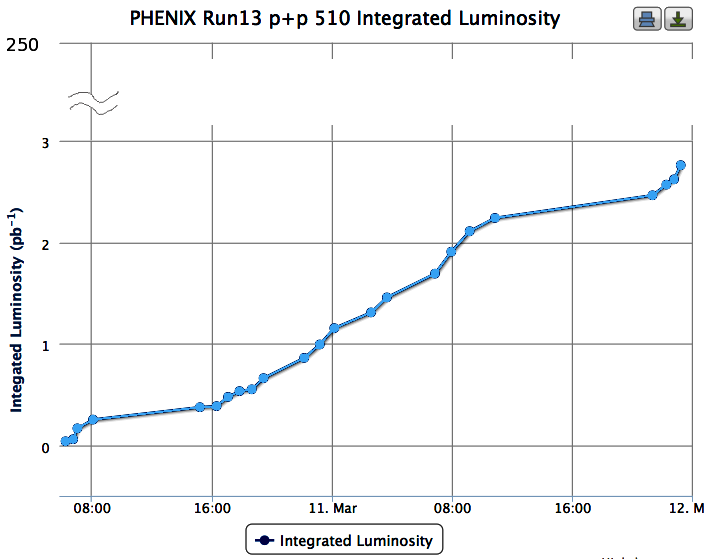 PHENIX Run13 p+p 510 Integrated Luminosity
250
3
2
1
0
Integated Luminosity (pb⁻¹)
08:00 16:00 11. Mar 08:00 16:00 12. M
Integrated Luminosity